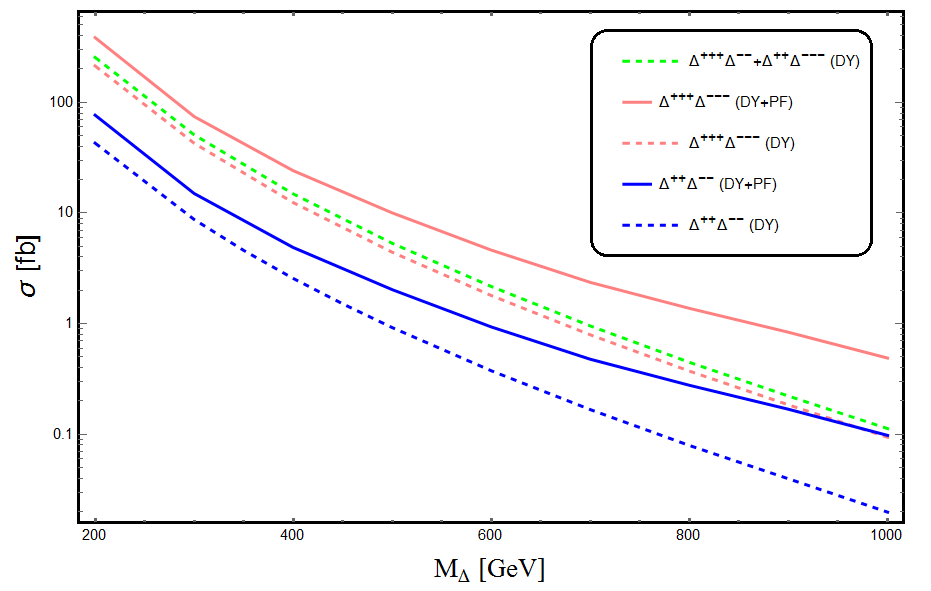 Δ⁺⁺⁺Δ⁻⁻+Δ⁺⁺Δ⁻⁻⁻ (DY)
Δ⁺⁺⁺Δ⁻⁻⁻ (DY+PF)
Δ⁺⁺⁺Δ⁻⁻⁻ (DY)
Δ⁺⁺Δ⁻⁻ (DY+PF)
Δ⁺⁺Δ⁻⁻ (DY)
100
10
1
0.1
σ [fb]
200 400 600 800 1000
M_Δ [GeV]